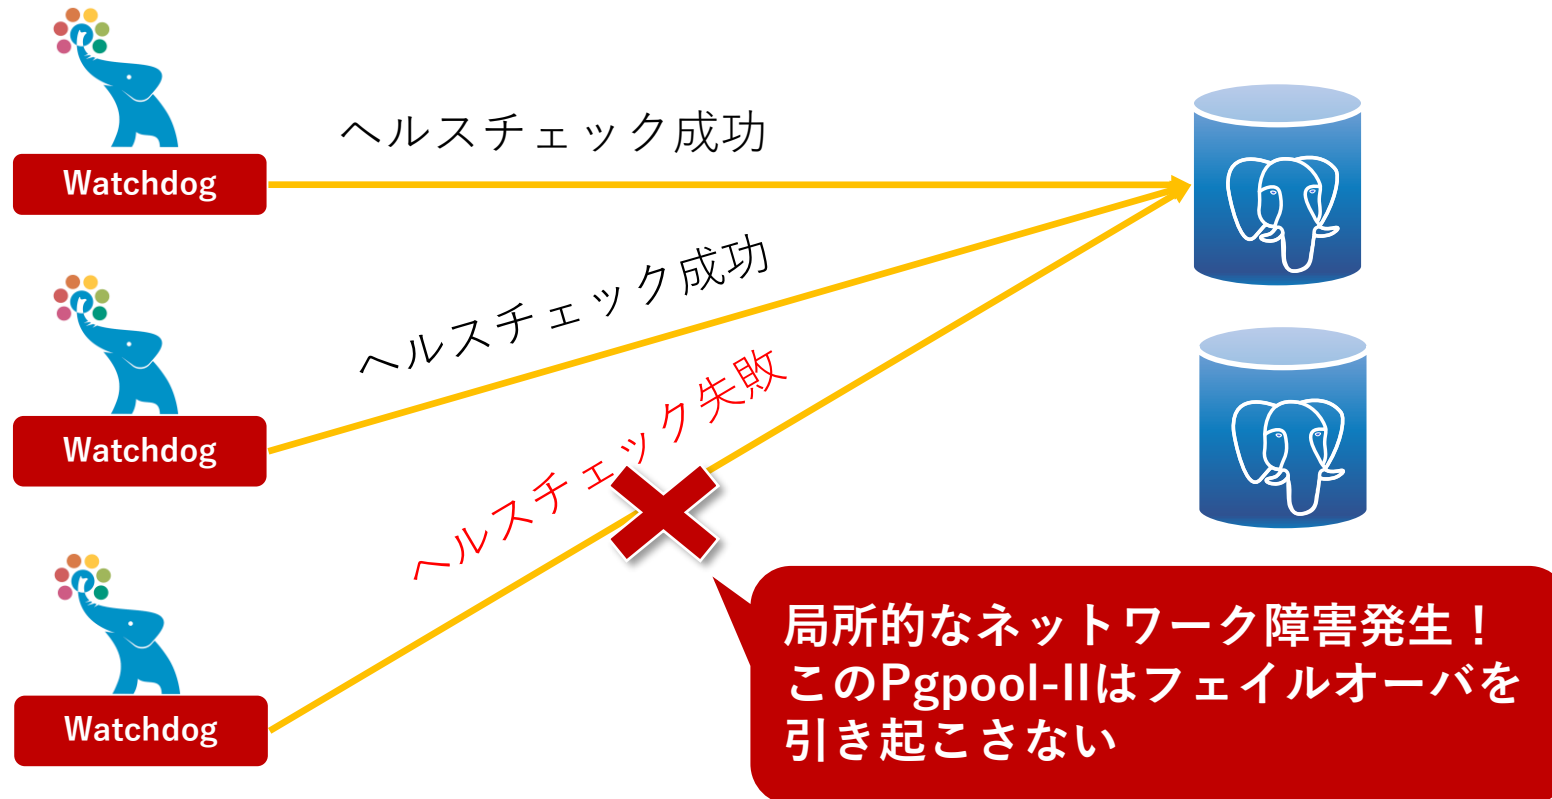 ヘルスチェック成功
Watchdog
ヘルスチェック成功
Watchdog
ヘルスチェック失敗
Watchdog
局所的なネットワーク障害発生！
このPgpool-IIはフェイルオーバを
引き起こさない